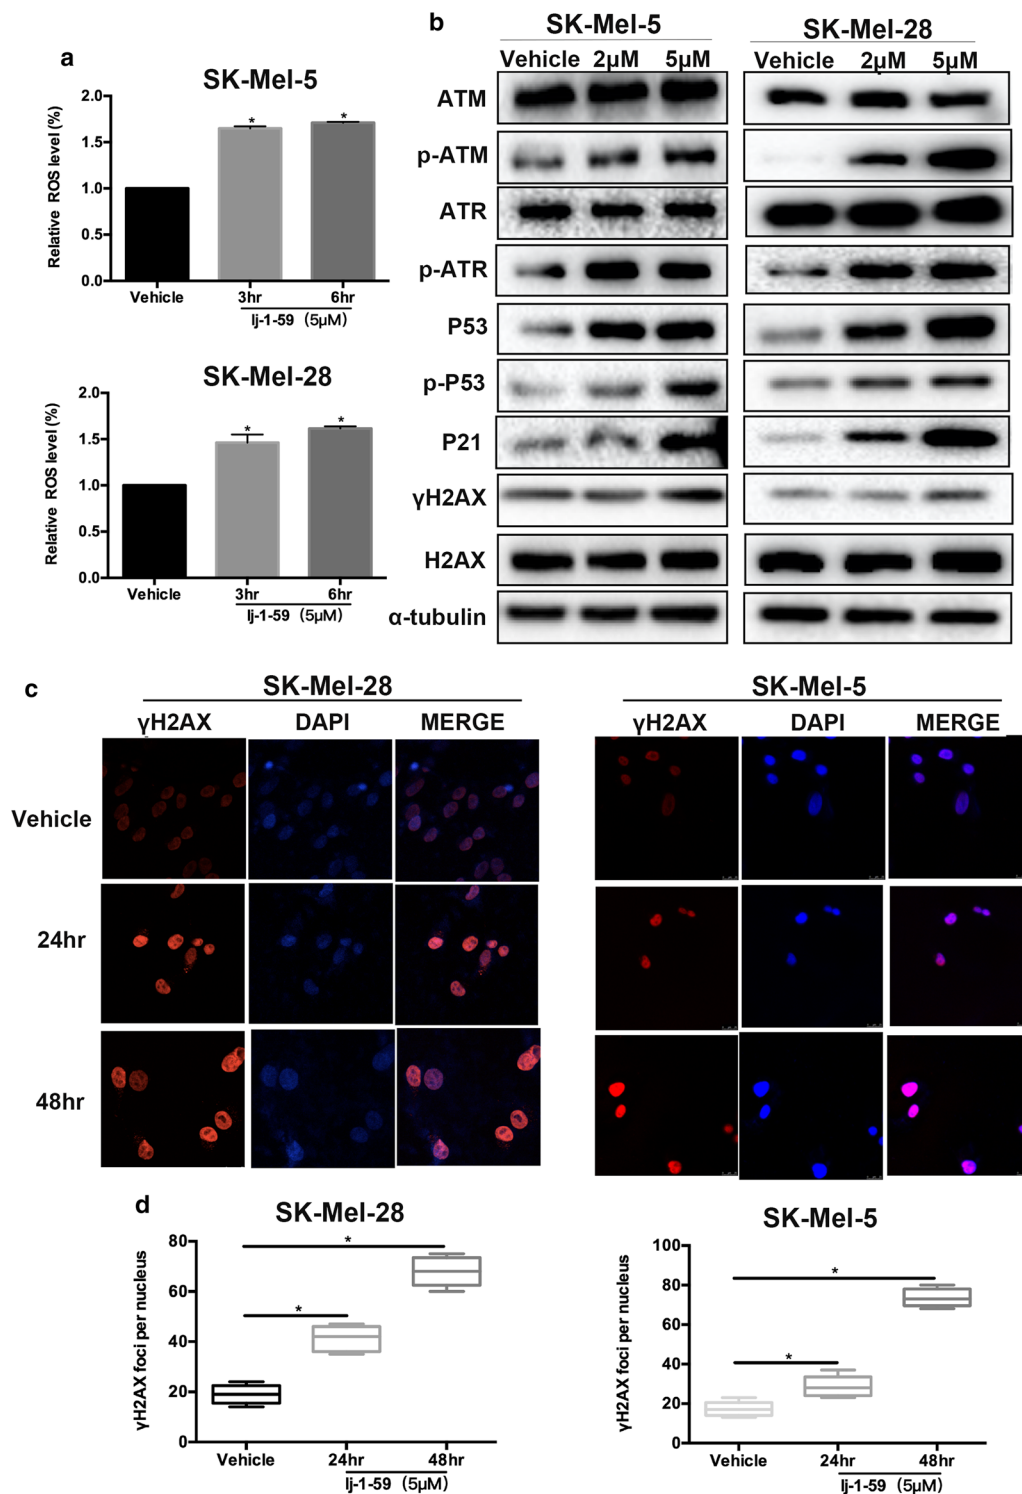 a
SK-Mel-5
Relative ROS level (%)
2.0
1.5
1.0
0.5
0.0
*
*
Vehicle
3hr
6hr
lj-1-59 (5μM)
SK-Mel-28
Relative ROS level (%)
2.0
1.5
1.0
0.5
0.0
*
*
Vehicle
3hr
6hr
lj-1-59 (5μM)
b
SK-Mel-5
SK-Mel-28
Vehicle 2μM 5μM
Vehicle 2μM 5μM
ATM
p-ATM
ATR
p-ATR
P53
p-P53
P21
γH2AX
H2AX
α-tubulin
c
SK-Mel-28
SK-Mel-5
γH2AX DAPI MERGE
γH2AX DAPI MERGE
Vehicle
24hr
48hr
d
SK-Mel-28
γH2AX foci per nucleus
80
60
40
20
0
*
*
Vehicle
24hr
48hr
lj-1-59 (5μM)
SK-Mel-5
γH2AX foci per nucleus
100
80
60
40
20
0
*
*
Vehicle
24hr
48hr
lj-1-59 (5μM)